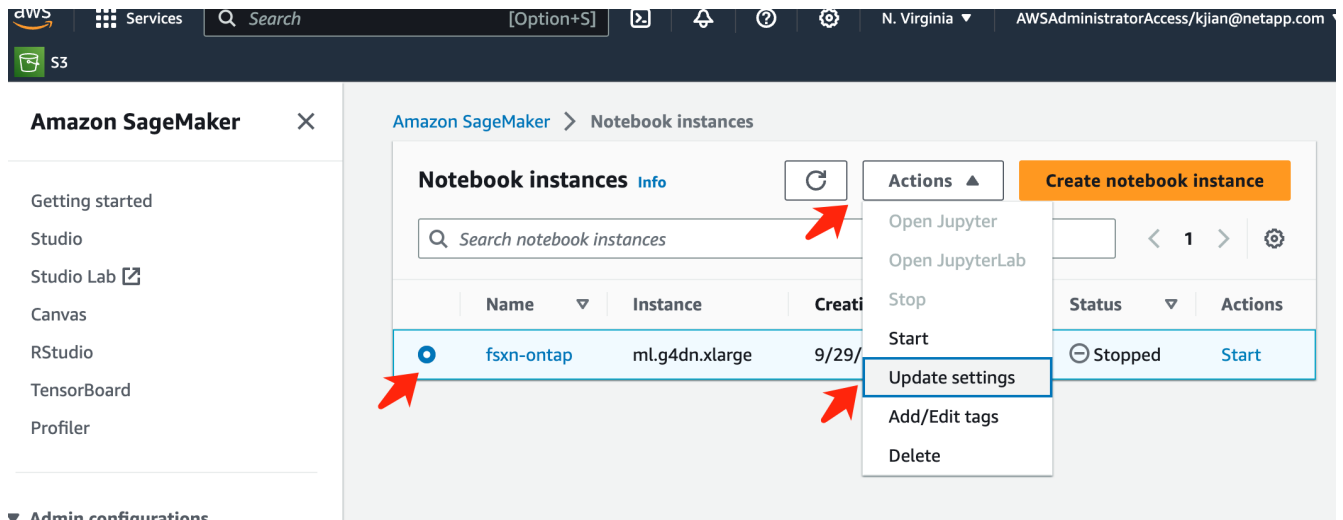 aws
Services
Search
[Option+S]
N. Virginia ▼
AWSAdministratorAccess/kjian@netapp.com
S3
Amazon SageMaker
Getting started
Studio
Studio Lab
Canvas
RStudio
TensorBoard
Profiler
Admin configurations
Amazon SageMaker > Notebook instances
Notebook instances Info
Actions ▲
Create notebook instance
Search notebook instances
< 1 >
Open Jupyter
Open JupyterLab
Stop
Start
Update settings
Add/Edit tags
Delete
Name Instance Creati Status Actions
fsxn-ontap ml.g4dn.xlarge 9/29/ Stopped Start